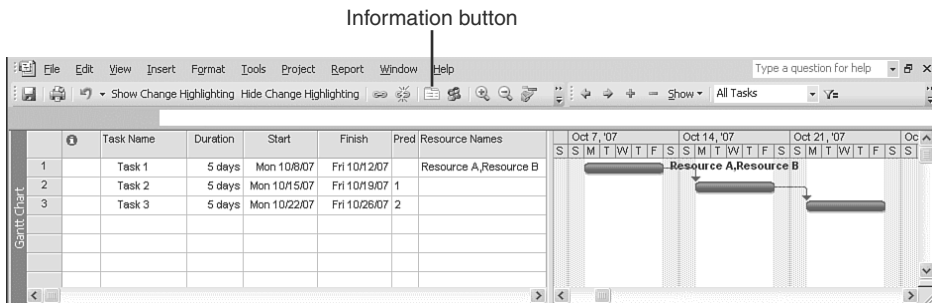 Information button
File Edit View Insert Format Tools Project Report Window Help Type a question for help
Show Change Highlighting Hide Change Highlighting Show All Tasks
Task Name Duration Start Finish Pred Resource Names Oct 7, '07 Oct 14, '07 Oct 21, '07 Oc
S S M T W T F S S M T W T F S S M T W T F S S
1 Task 1 5 days Mon 10/8/07 Fri 10/12/07 Resource A,Resource B Resource A,Resource B
2 Task 2 5 days Mon 10/15/07 Fri 10/19/07 1
3 Task 3 5 days Mon 10/22/07 Fri 10/26/07 2
Gantt Chart